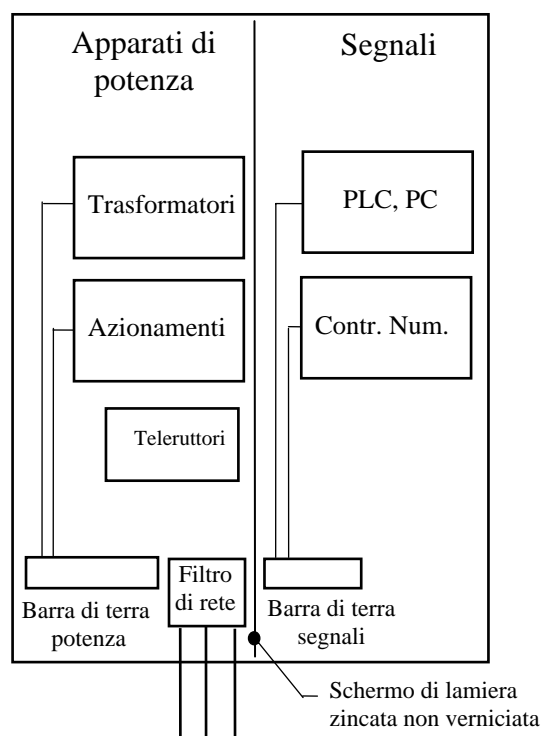 Apparati di
potenza
Segnali
Trasformatori
PLC, PC
Azionamenti
Contr. Num.
Teleruttori
Filtro
di rete
Barra di terra
potenza
Barra di terra
segnali
Schermo di lamiera
zincata non verniciata